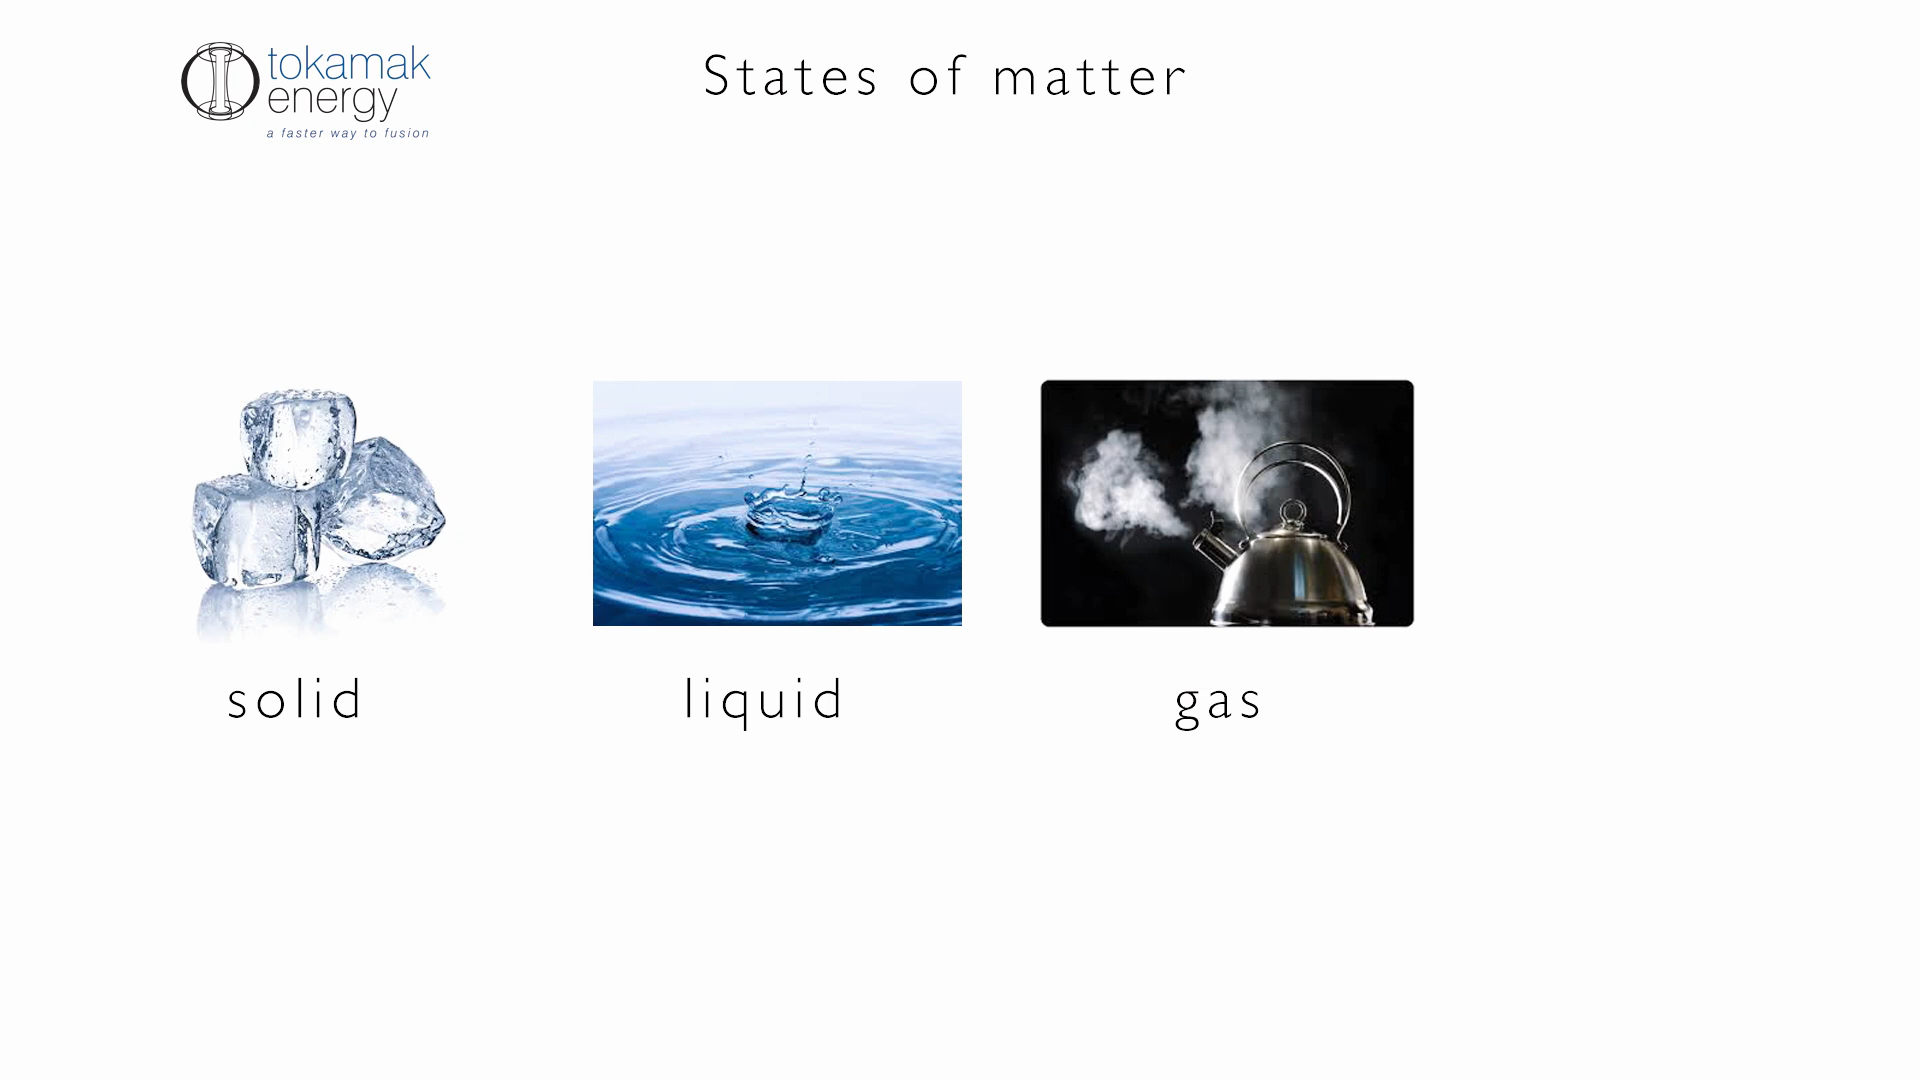 tokamak
energy
a faster way to fusion
States of matter
solid
liquid
gas